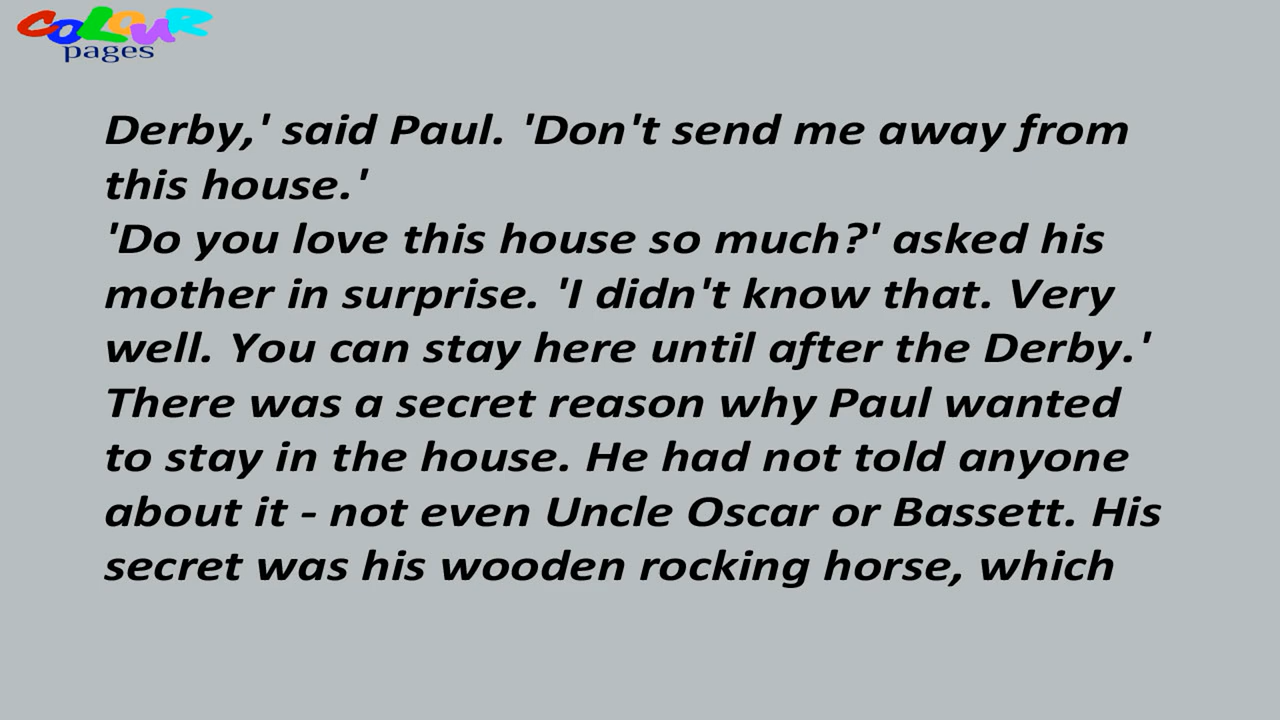 COLOUR
pages
Derby,' said Paul. 'Don't send me away from
this house.'
'Do you love this house so much?' asked his
mother in surprise. 'I didn't know that. Very
well. You can stay here until after the Derby.'
There was a secret reason why Paul wanted
to stay in the house. He had not told anyone
about it - not even Uncle Oscar or Bassett. His
secret was his wooden rocking horse, which